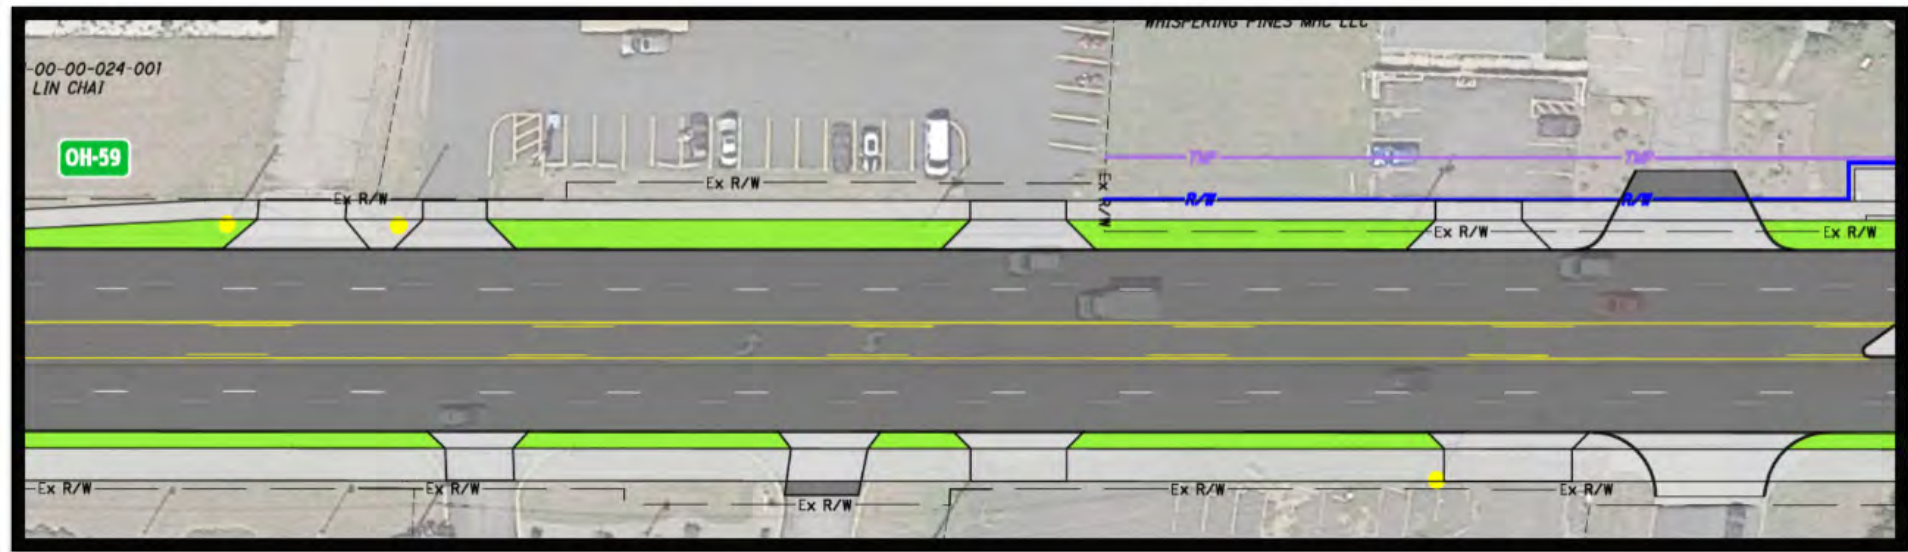 WHISPERING PINES MHC LLC
-00-00-024-001
LIN CHAI
OH-59
TMP
TMP
Ex R/W
Ex R/W
Ex R/W
R/W
R/W
Ex R/W
Ex R/W
Ex R/W
Ex R/W
Ex R/W
Ex R/W
Ex R/W